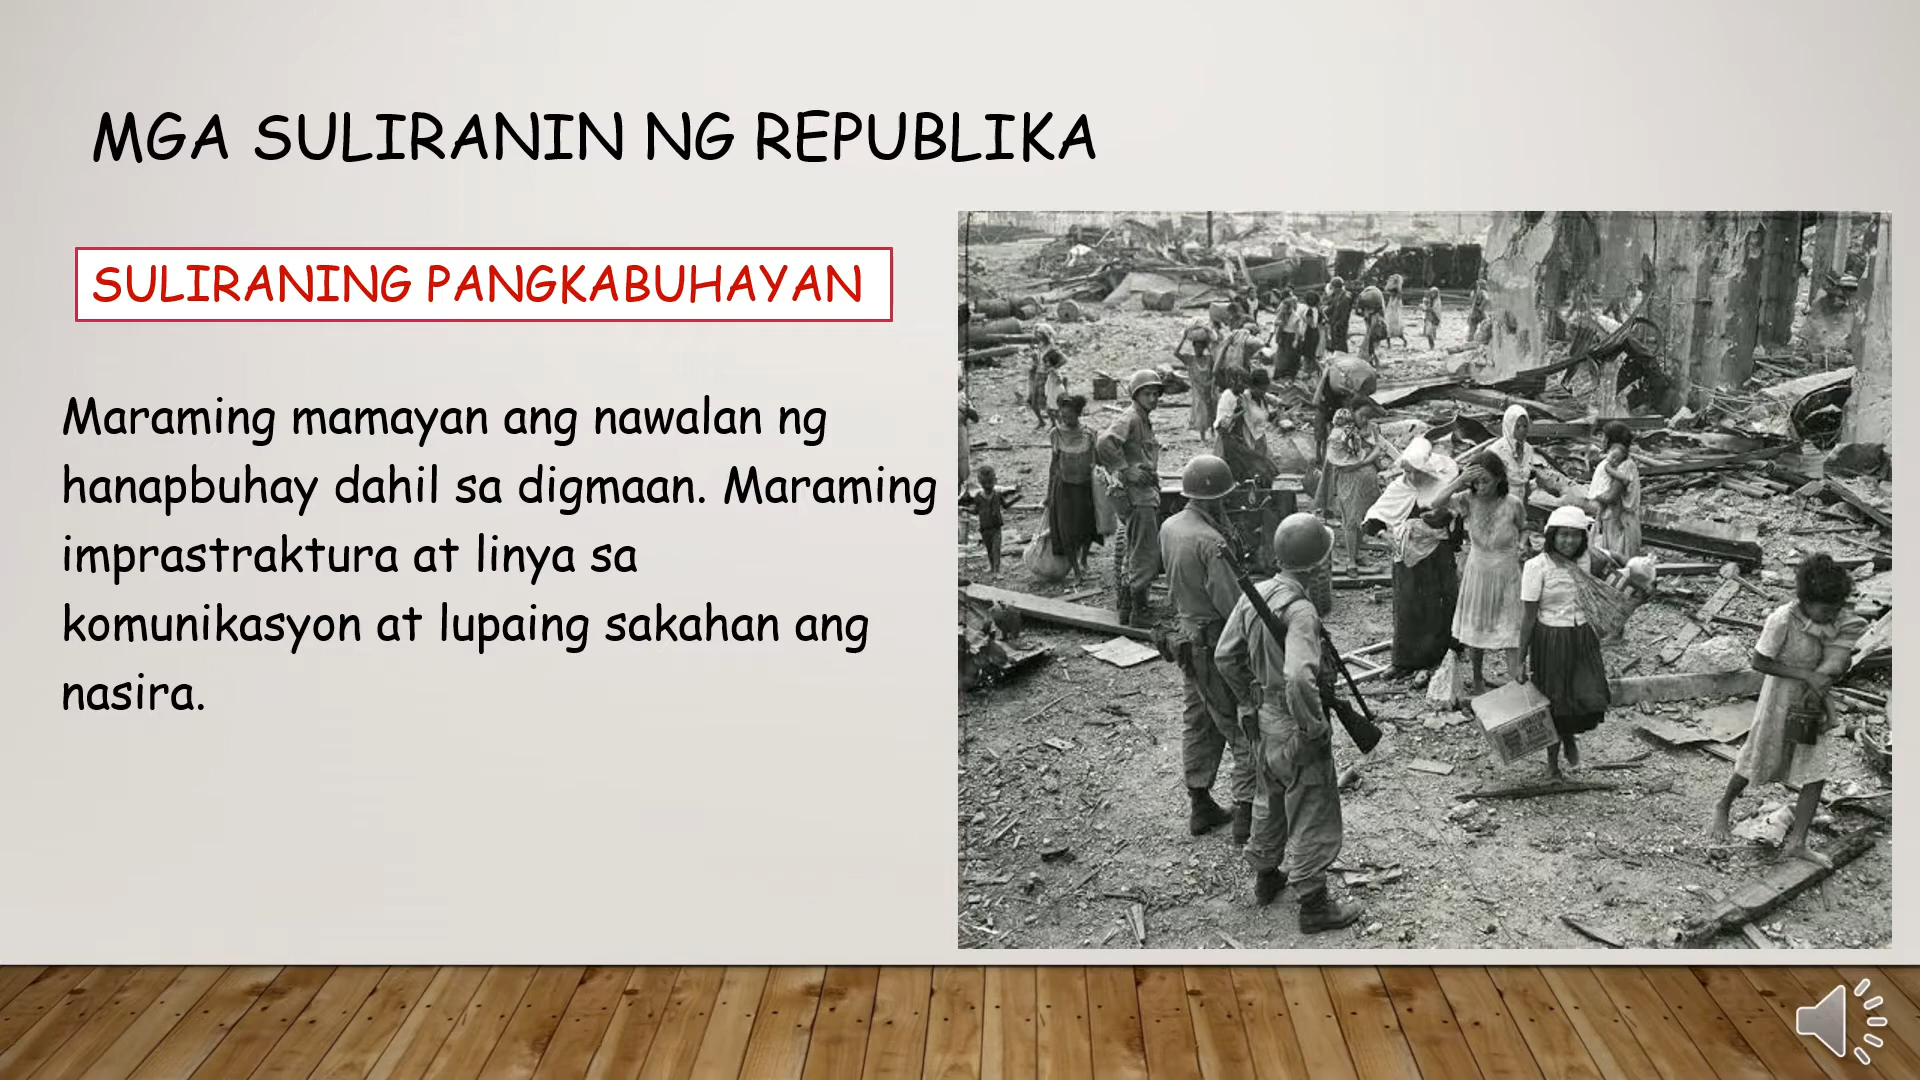 MGA SULIRANIN NG REPUBLIKA
SULIRANING PANGKABUHAYAN
Maraming mamayan ang nawalan ng
hanapbuhay dahil sa digmaan. Maraming
imprastraktura at linya sa
komunikasyon at lupaing sakahan ang
nasira.